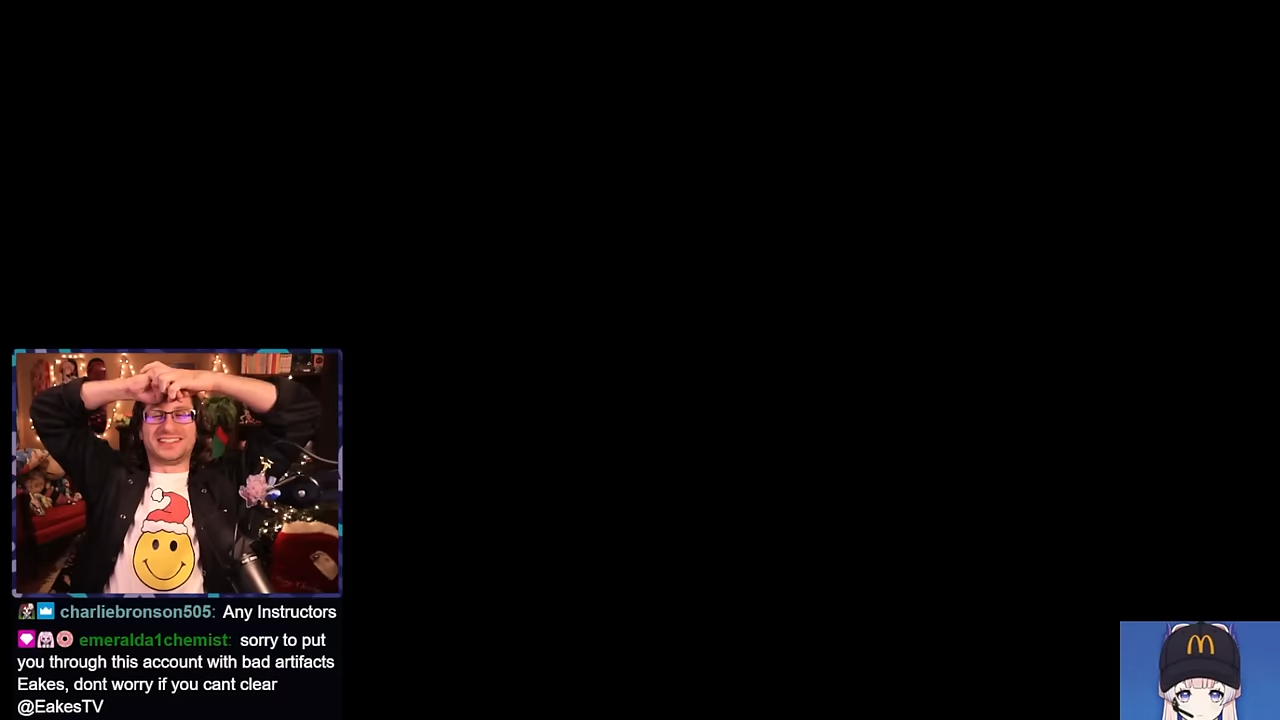 charliebronson505: Any Instructors
emeralda1chemist: sorry to put
you through this account with bad artifacts
Eakes, dont worry if you cant clear
@EakesTV